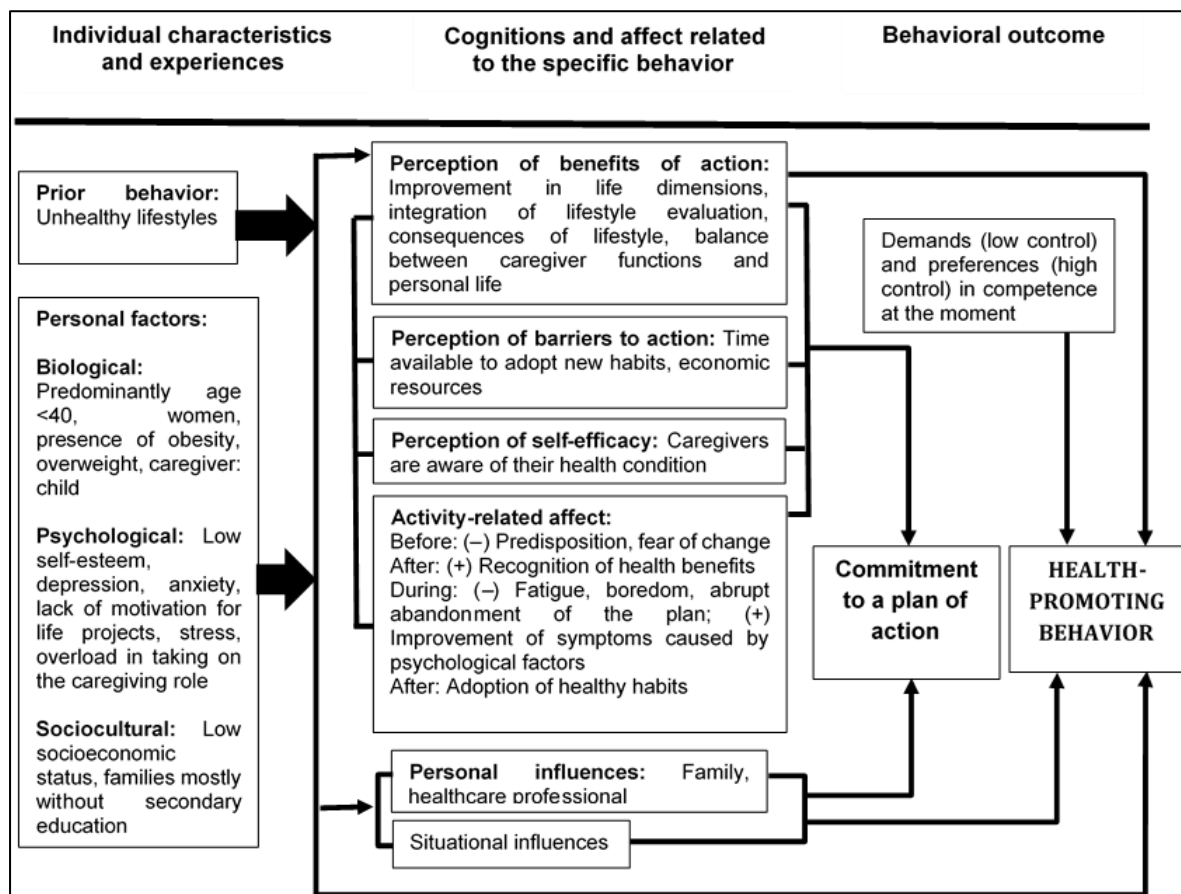 Individual characteristics
and experiences
Cognitions and affect related
to the specific behavior
Behavioral outcome
Prior behavior:
Unhealthy lifestyles
Personal factors:
Biological:
Predominantly age
<40, women,
presence of obesity,
overweight, caregiver:
child
Psychological: Low
self-esteem,
depression, anxiety,
lack of motivation for
life projects, stress,
overload in taking on
the caregiving role
Sociocultural: Low
socioeconomic
status, families mostly
without secondary
education
Perception of benefits of action:
Improvement in life dimensions,
integration of lifestyle evaluation,
consequences of lifestyle, balance
between caregiver functions and
personal life
Perception of barriers to action: Time
available to adopt new habits, economic
resources
Perception of self-efficacy: Caregivers
are aware of their health condition
Activity-related affect:
Before: (–) Predisposition, fear of change
After: (+) Recognition of health benefits
During: (–) Fatigue, boredom, abrupt
abandonment of the plan; (+)
Improvement of symptoms caused by
psychological factors
After: Adoption of healthy habits
Personal influences: Family,
healthcare professional
Situational influences
Demands (low control)
and preferences (high
control) in competence
at the moment
Commitment
to a plan of
action
HEALTH-
PROMOTING
BEHAVIOR